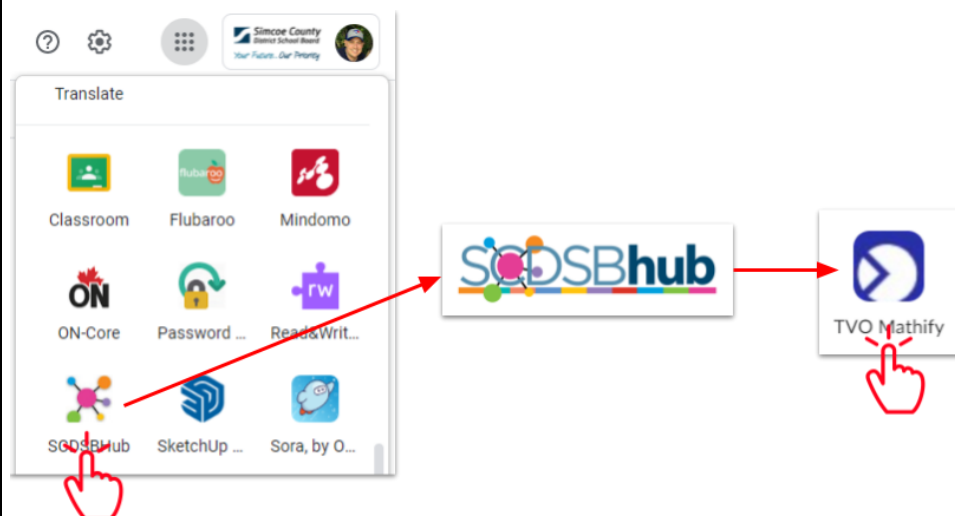 Simcoe County
District School Board
Your Future. Our Priority
Translate
flubaroo
Classroom
Flubaroo
Mindomo
ON
rw
ON-Core
Password ...
Read&Writ...
SCDSBHub
SketchUp ...
Sora, by O...
SCDSBhub
TVO Mathify